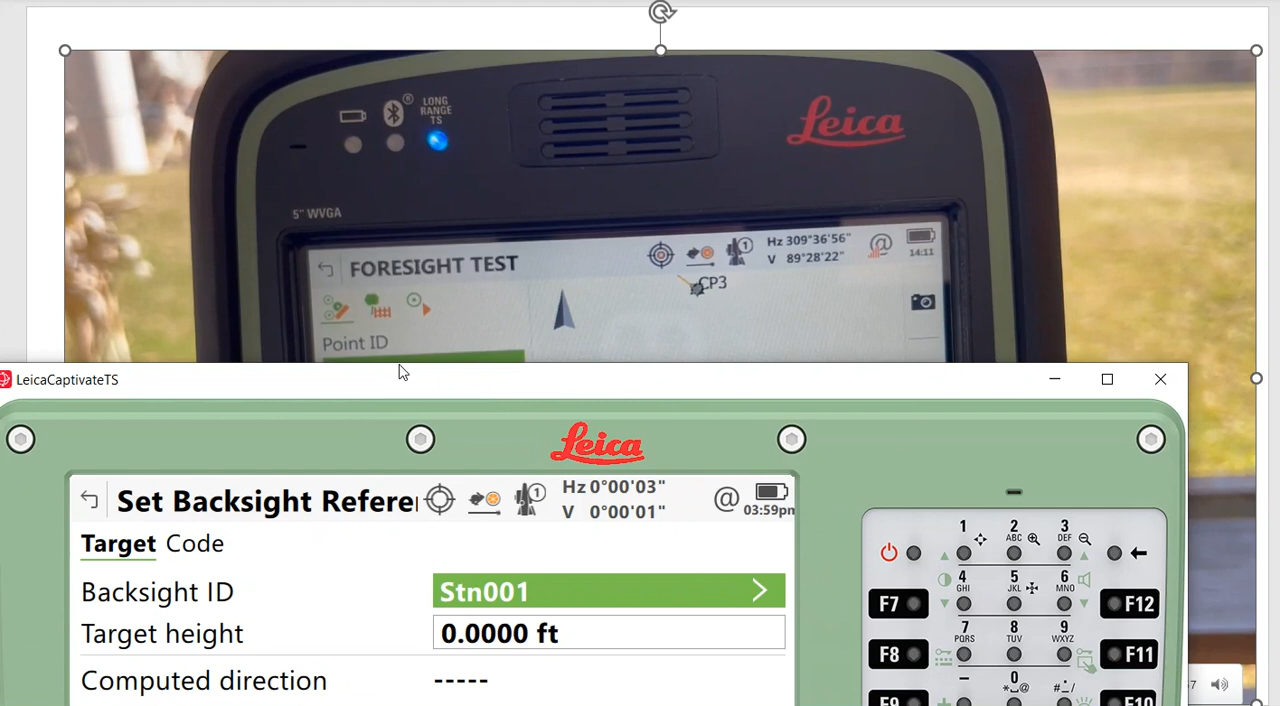 LONG
RANGE
TS
Leica
5" WVGA
FORESIGHT TEST
1
Hz 309°36'56"
V 89°28'22"
@
14:11
CP3
Point ID
LeicaCaptivateTS
Leica
Set Backsight Referen
1
Hz 0°00'03"
V 0°00'01"
@
03:59pm
Target Code
Backsight ID
Stn001
Target height
0.0000 ft
Computed direction
-----
1 2 3
ABC DEF
4 5 6
GHI JKL MNO
F7 F12
7 8 9
PQRS TUV WXYZ
F8 F11
0
*␣@ #./
F9 F10